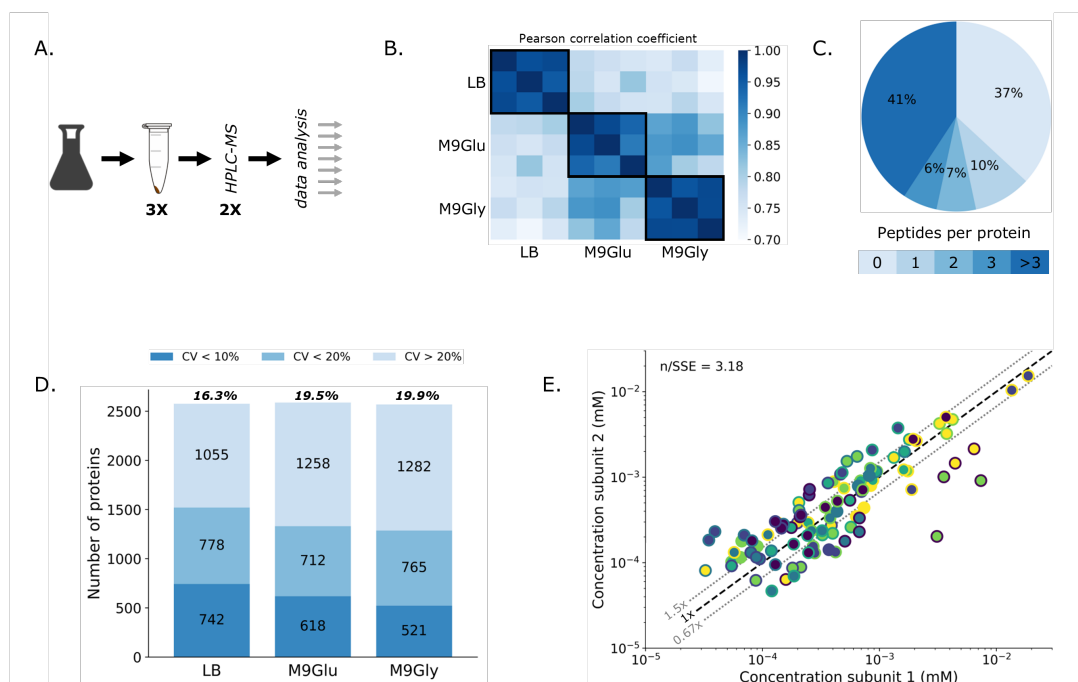 A.
HPLC-MS
data analysis
3X
2X
B.
Pearson correlation coefficient
LB
M9Glu
M9Gly
LB
M9Glu
M9Gly
1.00
0.95
0.90
0.85
0.80
0.75
0.70
C.
41%
37%
6%
7%
10%
Peptides per protein
0 1 2 3 >3
D.
CV < 10% CV < 20% CV > 20%
16.3% 19.5% 19.9%
Number of proteins
2500
2000
1500
1000
500
0
1055 1258 1282
778 712 765
742 618 521
LB M9Glu M9Gly
E.
n/SSE = 3.18
Concentration subunit 2 (mM)
10⁻²
10⁻³
10⁻⁴
10⁻⁵
1.5x
1x
0.67x
10⁻⁵ 10⁻⁴ 10⁻³ 10⁻²
Concentration subunit 1 (mM)